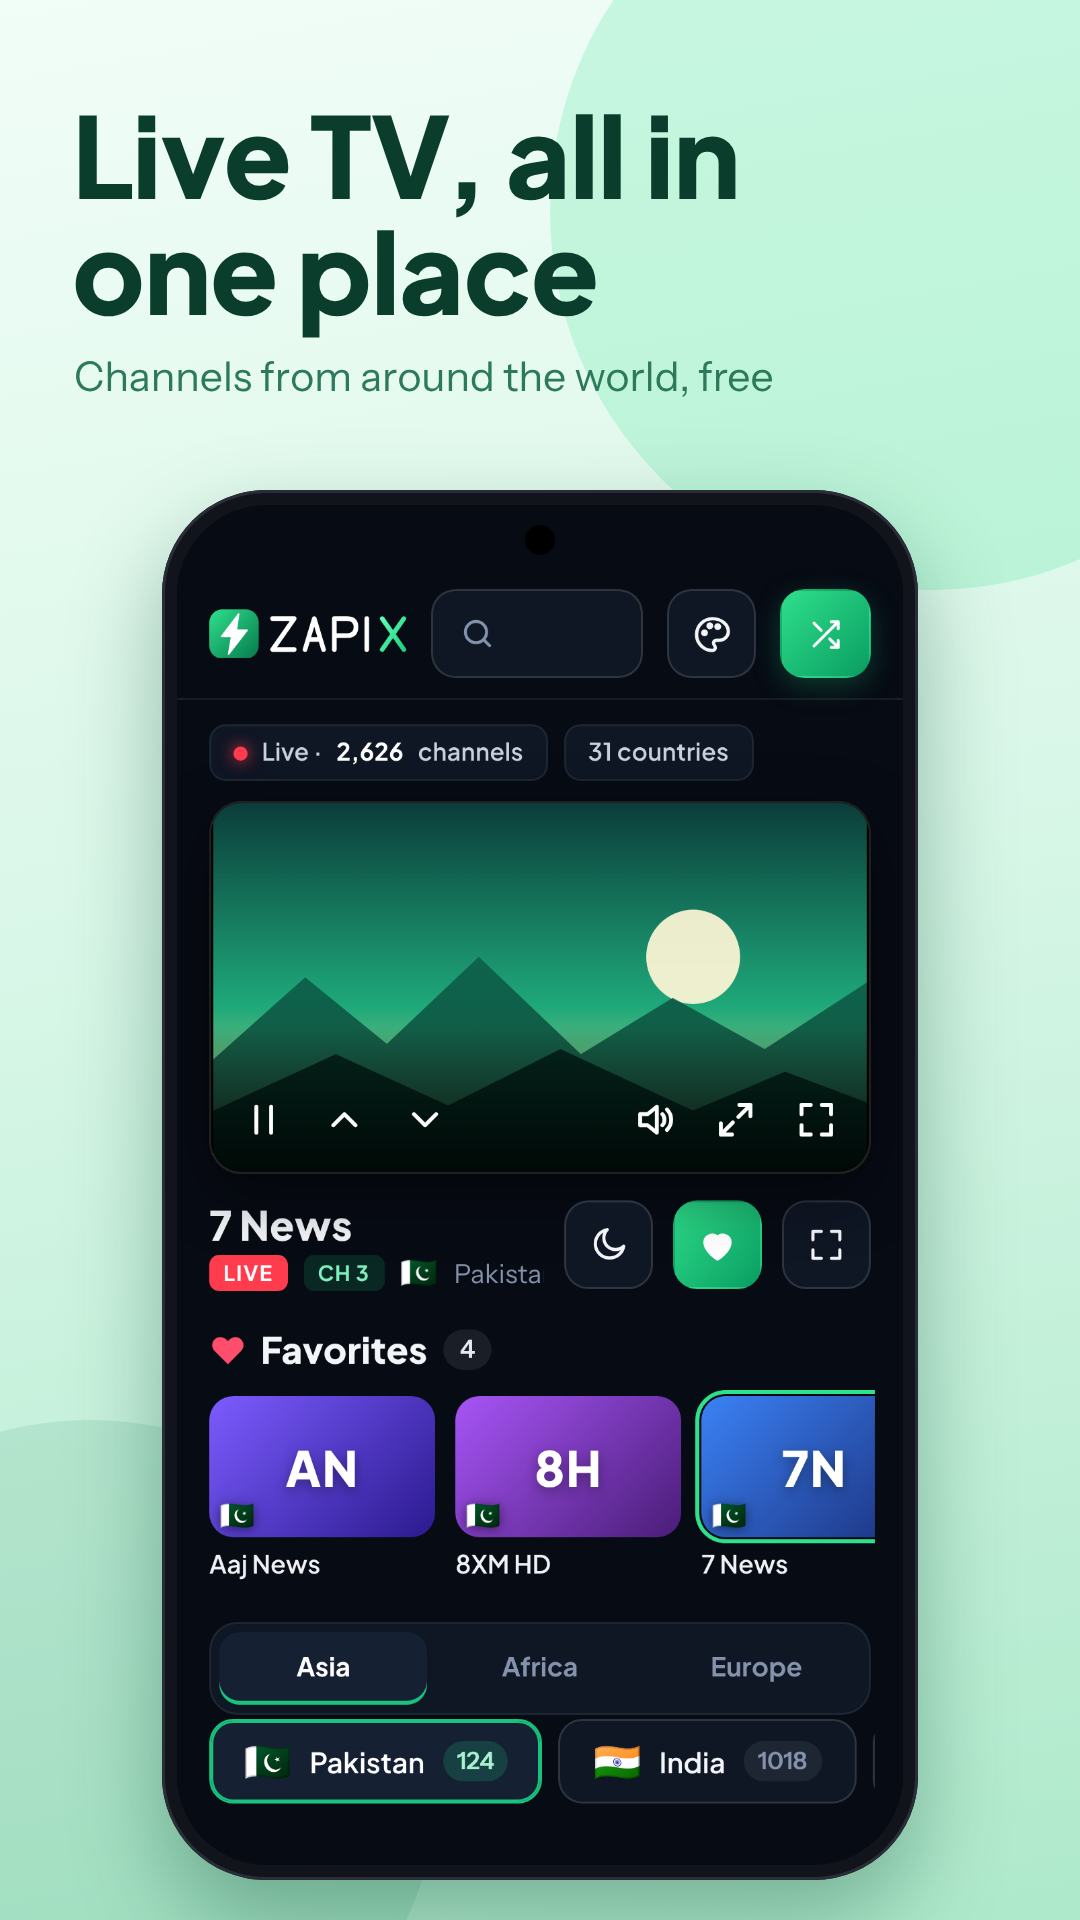 Live TV, all in
one place
Channels from around the world, free
ZAPIX
Live · 2,626 channels
31 countries
7 News
LIVE
CH 3
Pakista
Favorites 4
AN
8H
7N
Aaj News
8XM HD
7 News
Asia
Africa
Europe
Pakistan 124
India 1018